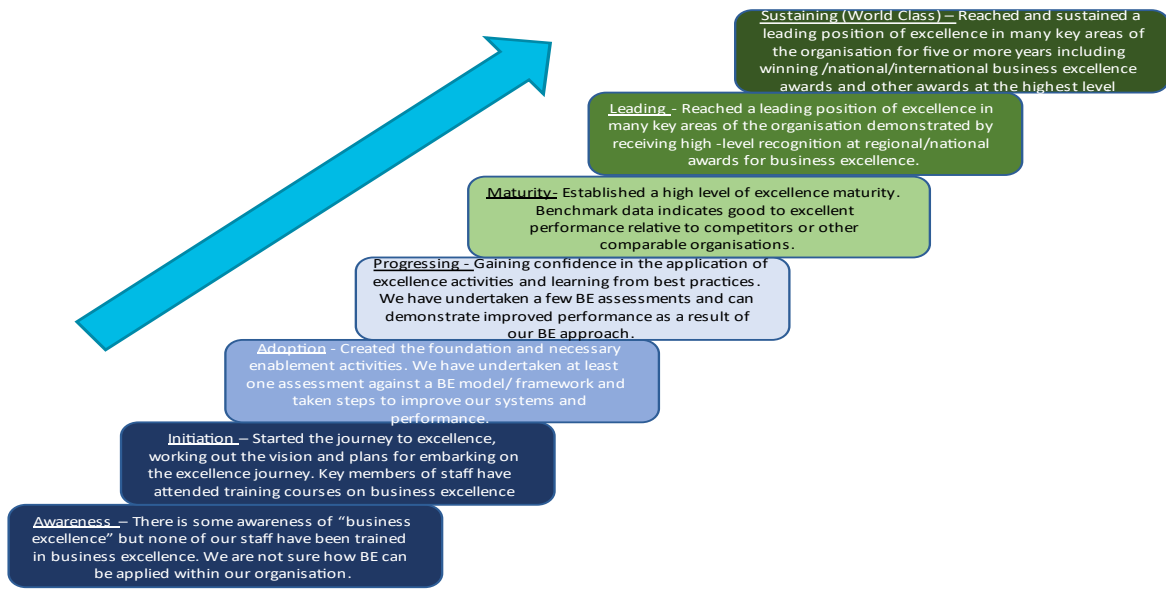 Sustaining (World Class) – Reached and sustained a
leading position of excellence in many key areas of
the organisation for five or more years including
winning /national/international business excellence
awards and other awards at the highest level
Leading - Reached a leading position of excellence in
many key areas of the organisation demonstrated by
receiving high -level recognition at regional/national
awards for business excellence.
Maturity- Established a high level of excellence maturity.
Benchmark data indicates good to excellent
performance relative to competitors or other
comparable organisations.
Progressing - Gaining confidence in the application of
excellence activities and learning from best practices.
We have undertaken a few BE assessments and can
demonstrate improved performance as a result of
our BE approach.
Adoption - Created the foundation and necessary
enablement activities. We have undertaken at least
one assessment against a BE model/ framework and
taken steps to improve our systems and
performance.
Initiation – Started the journey to excellence,
working out the vision and plans for embarking on
the excellence journey. Key members of staff have
attended training courses on business excellence
Awareness – There is some awareness of “business
excellence” but none of our staff have been trained
in business excellence. We are not sure how BE can
be applied within our organisation.